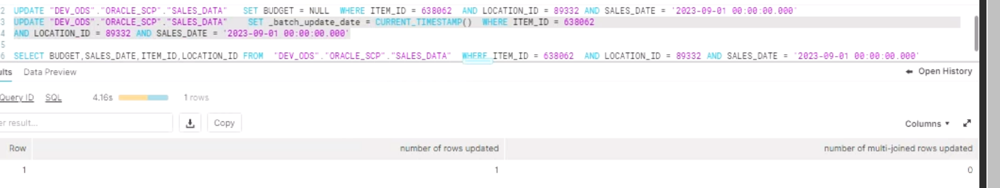 2 UPDATE "DEV_ODS"."ORACLE_SCP"."SALES_DATA" SET BUDGET = NULL WHERE ITEM_ID = 638062 AND LOCATION_ID = 89332 AND SALES_DATE = '2023-09-01 00:00:00.000'
3 UPDATE "DEV_ODS"."ORACLE_SCP"."SALES_DATA" SET _batch_update_date = CURRENT_TIMESTAMP() WHERE ITEM_ID = 638062
4 AND LOCATION_ID = 89332 AND SALES_DATE = '2023-09-01 00:00:00.000'
5
6 SELECT BUDGET,SALES_DATE,ITEM_ID,LOCATION_ID FROM "DEV_ODS"."ORACLE_SCP"."SALES_DATA" WHERE ITEM_ID = 638062 AND LOCATION_ID = 89332 AND SALES_DATE = '2023-09-01 00:00:00.000'
ults Data Preview Open History
Query ID SQL 4.16s 1 rows
er result... Copy Columns
Row number of rows updated number of multi-joined rows updated
1 1 0